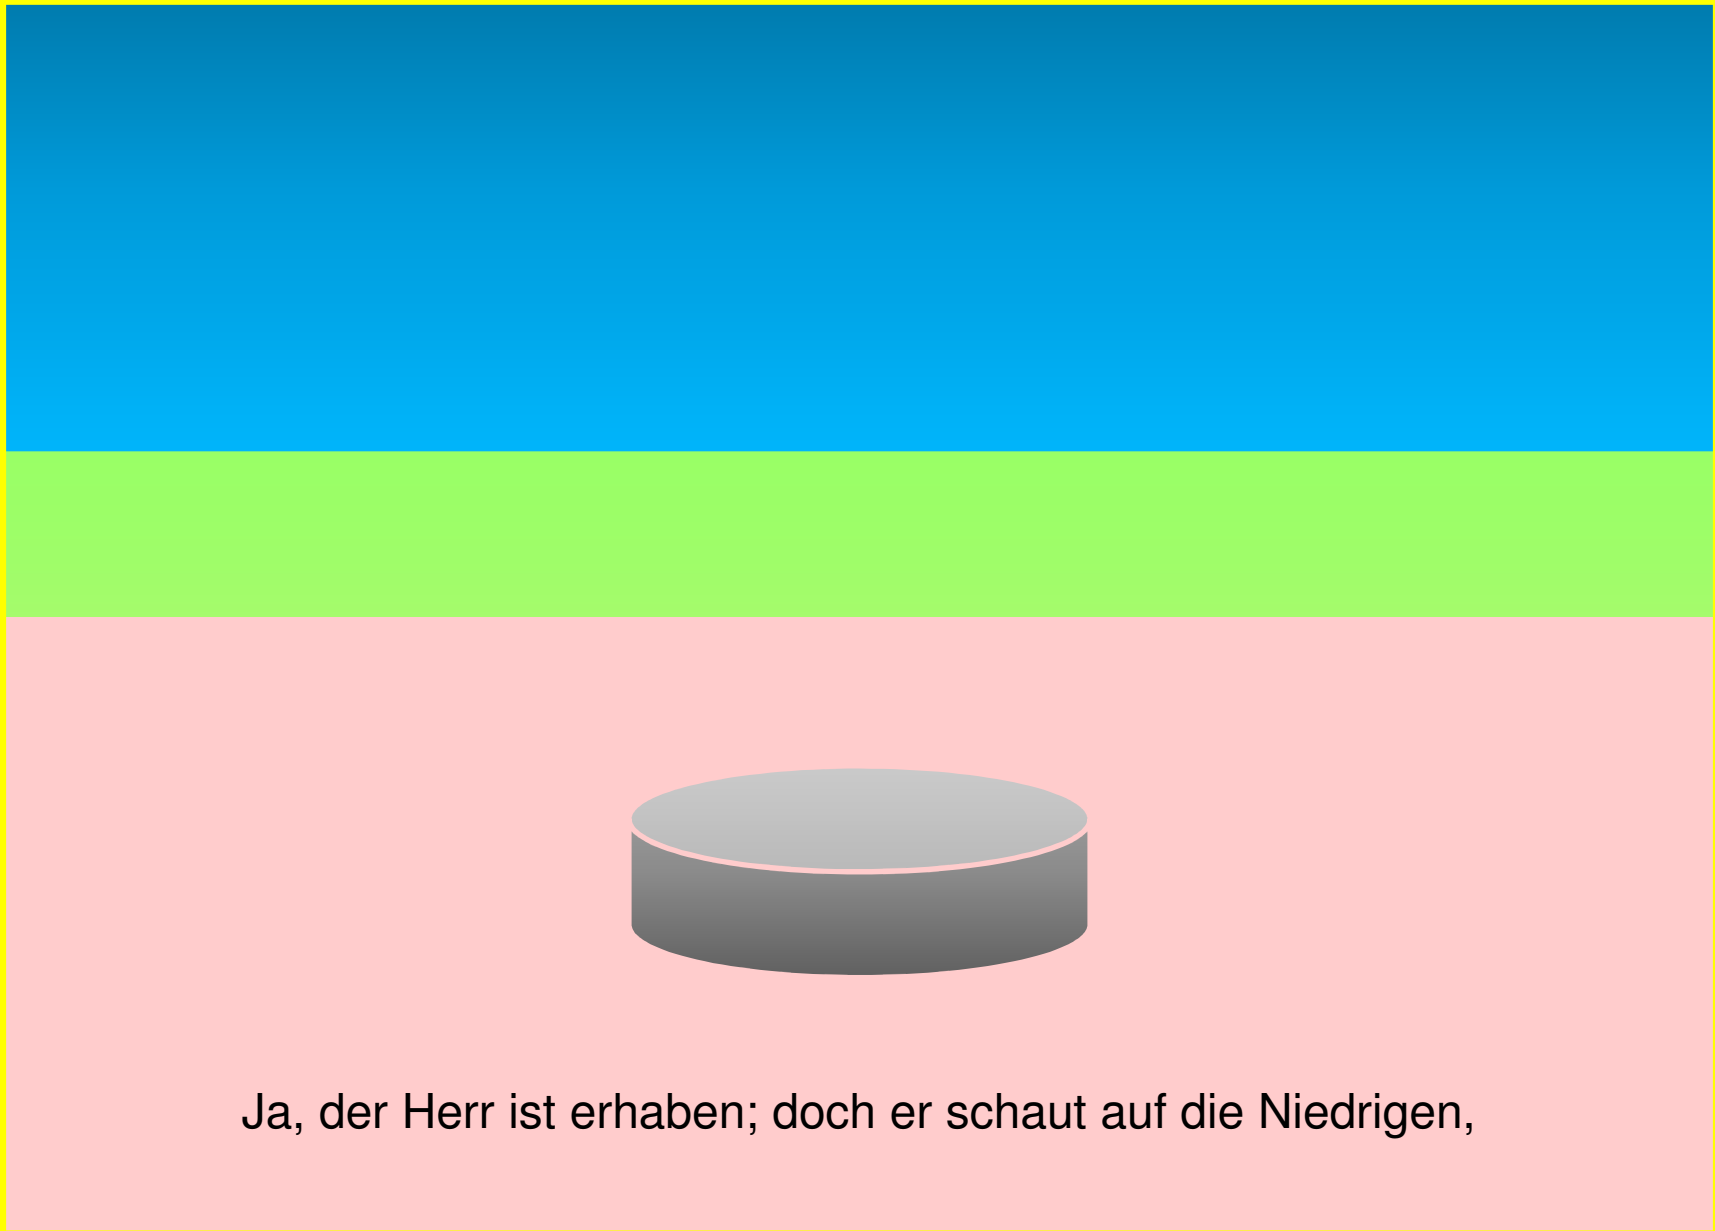 Ja, der Herr ist erhaben; doch er schaut auf die Niedrigen,